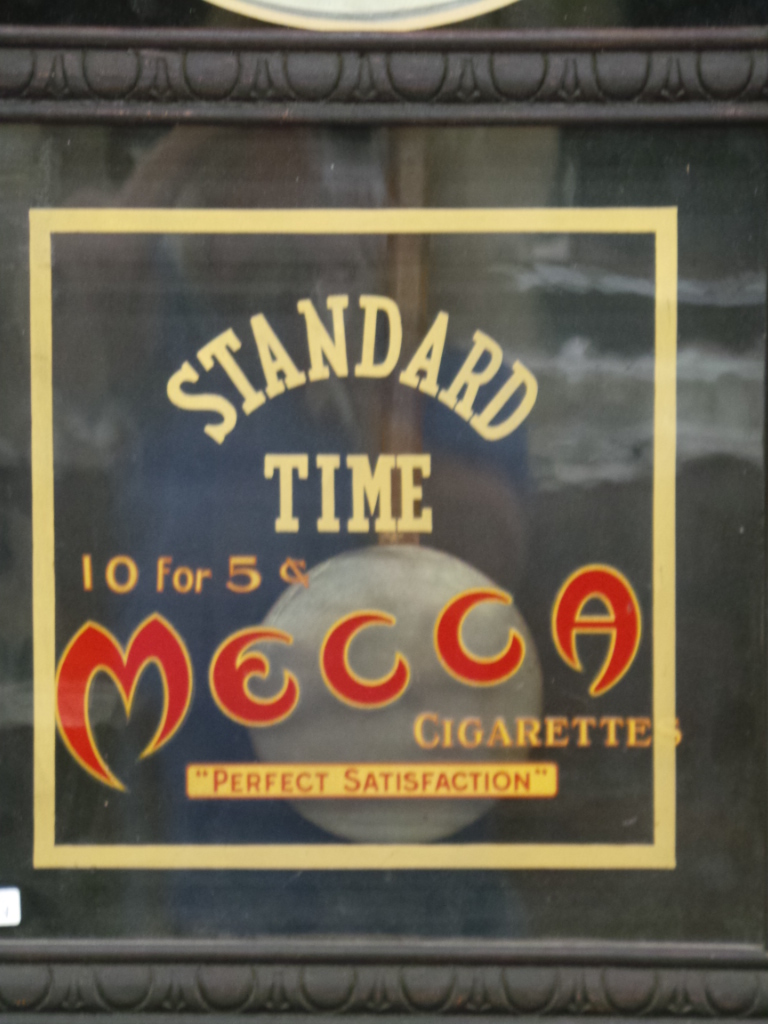 STANDARD
TIME
10 For 5¢
MECCA
CIGARETTES
"PERFECT SATISFACTION"